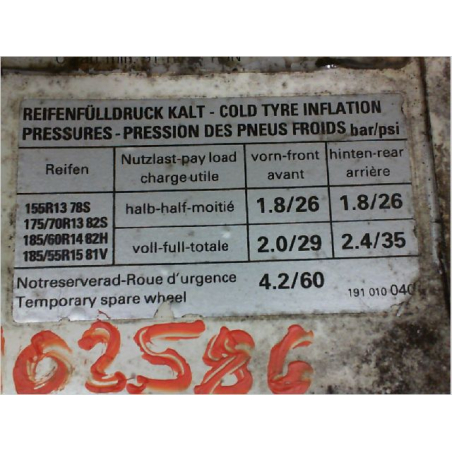 REIFENFÜLLDRUCK KALT - COLD TYRE INFLATION
PRESSURES - PRESSION DES PNEUS FROIDS bar/psi
Reifen
Nutzlast-pay load
charge utile
vorn-front
avant
hinten-rear
arrière
155R13 78S
175/70R13 82S
185/60R14 82H
185/55R15 81V
halb-half-moitié
1.8/26
1.8/26
voll-full-totale
2.0/29
2.4/35
Notreserverad-Roue d'urgence
Temporary spare wheel
4.2/60
191 010 040
02586